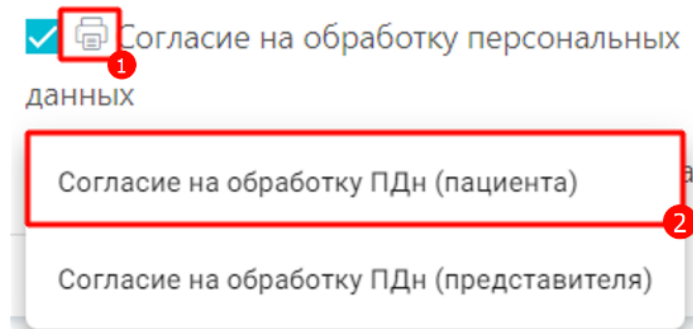 Согласие на обработку персональных
1
данных
Согласие на обработку ПДн (пациента)
2
Согласие на обработку ПДн (представителя)